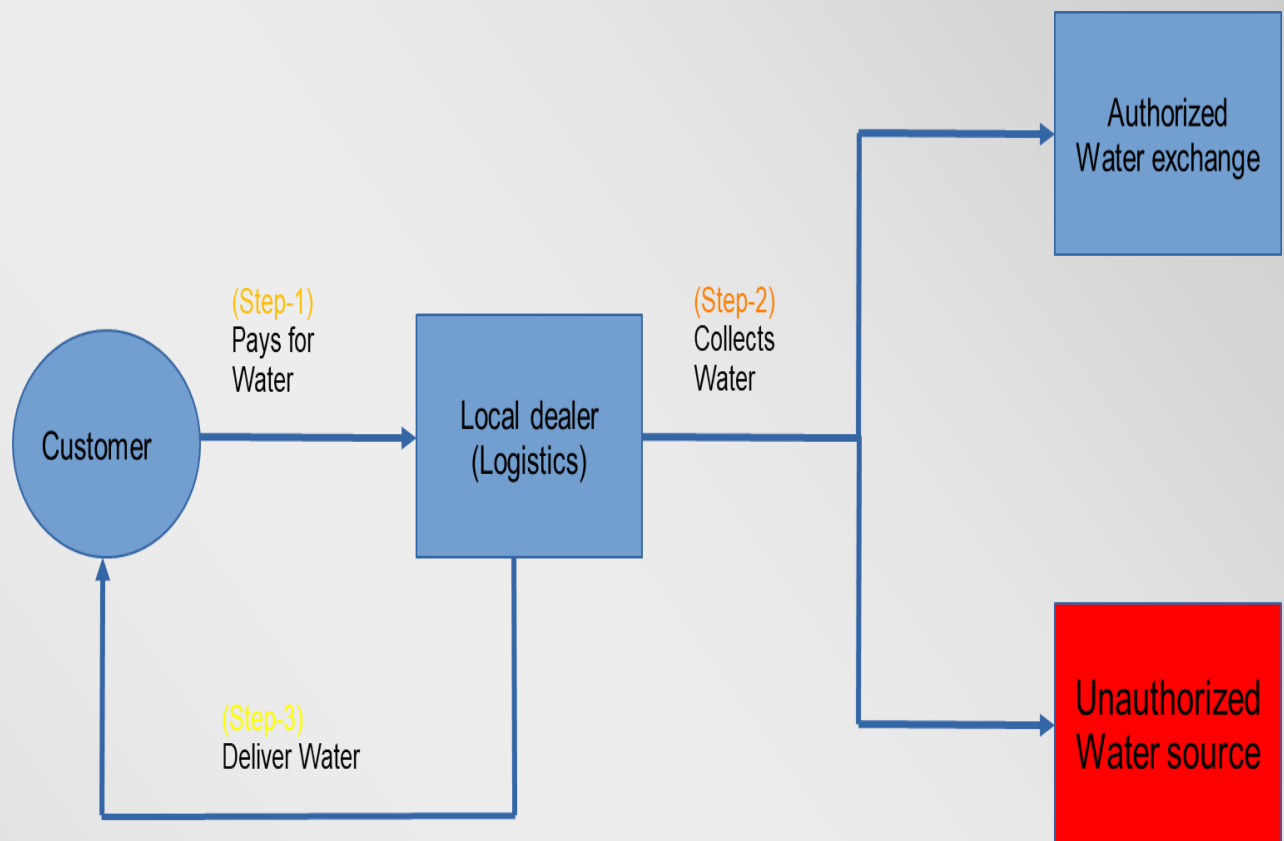 Authorized
Water exchange
(Step-1)
Pays for
Water
(Step-2)
Collects
Water
Customer
Local dealer
(Logistics)
(Step-3)
Deliver Water
Unauthorized
Water source